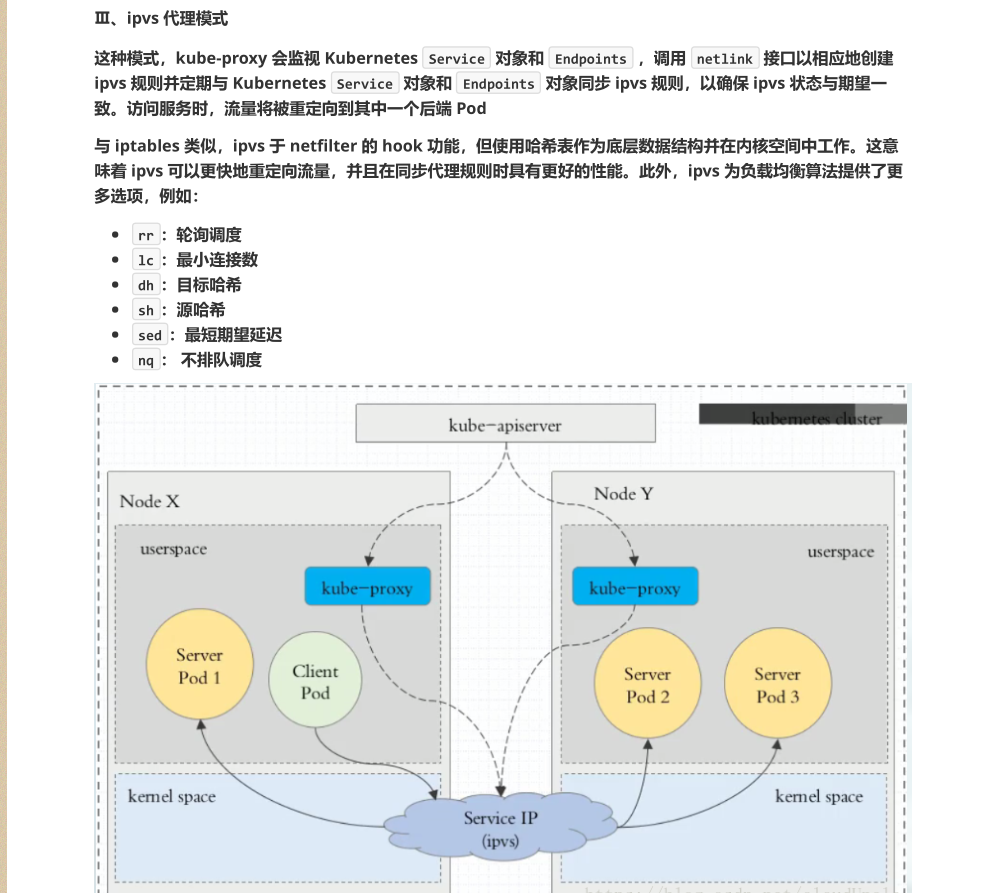 Ⅲ、ipvs 代理模式
这种模式，kube-proxy 会监视 Kubernetes Service 对象和 Endpoints ，调用 netlink 接口以相应地创建
ipvs 规则并定期与 Kubernetes Service 对象和 Endpoints 对象同步 ipvs 规则，以确保 ipvs 状态与期望一
致。访问服务时，流量将被重定向到其中一个后端 Pod
与 iptables 类似，ipvs 于 netfilter 的 hook 功能，但使用哈希表作为底层数据结构并在内核空间中工作。这意
味着 ipvs 可以更快地重定向流量，并且在同步代理规则时具有更好的性能。此外，ipvs 为负载均衡算法提供了更
多选项，例如：
rr ：轮询调度
lc ：最小连接数
dh ：目标哈希
sh ：源哈希
sed ：最短期望延迟
nq ： 不排队调度
kube-apiserver
kubernetes cluster
Node X
Node Y
userspace
userspace
kube-proxy
kube-proxy
Server
Pod 1
Client
Pod
Server
Pod 2
Server
Pod 3
kernel space
kernel space
Service IP
(ipvs)